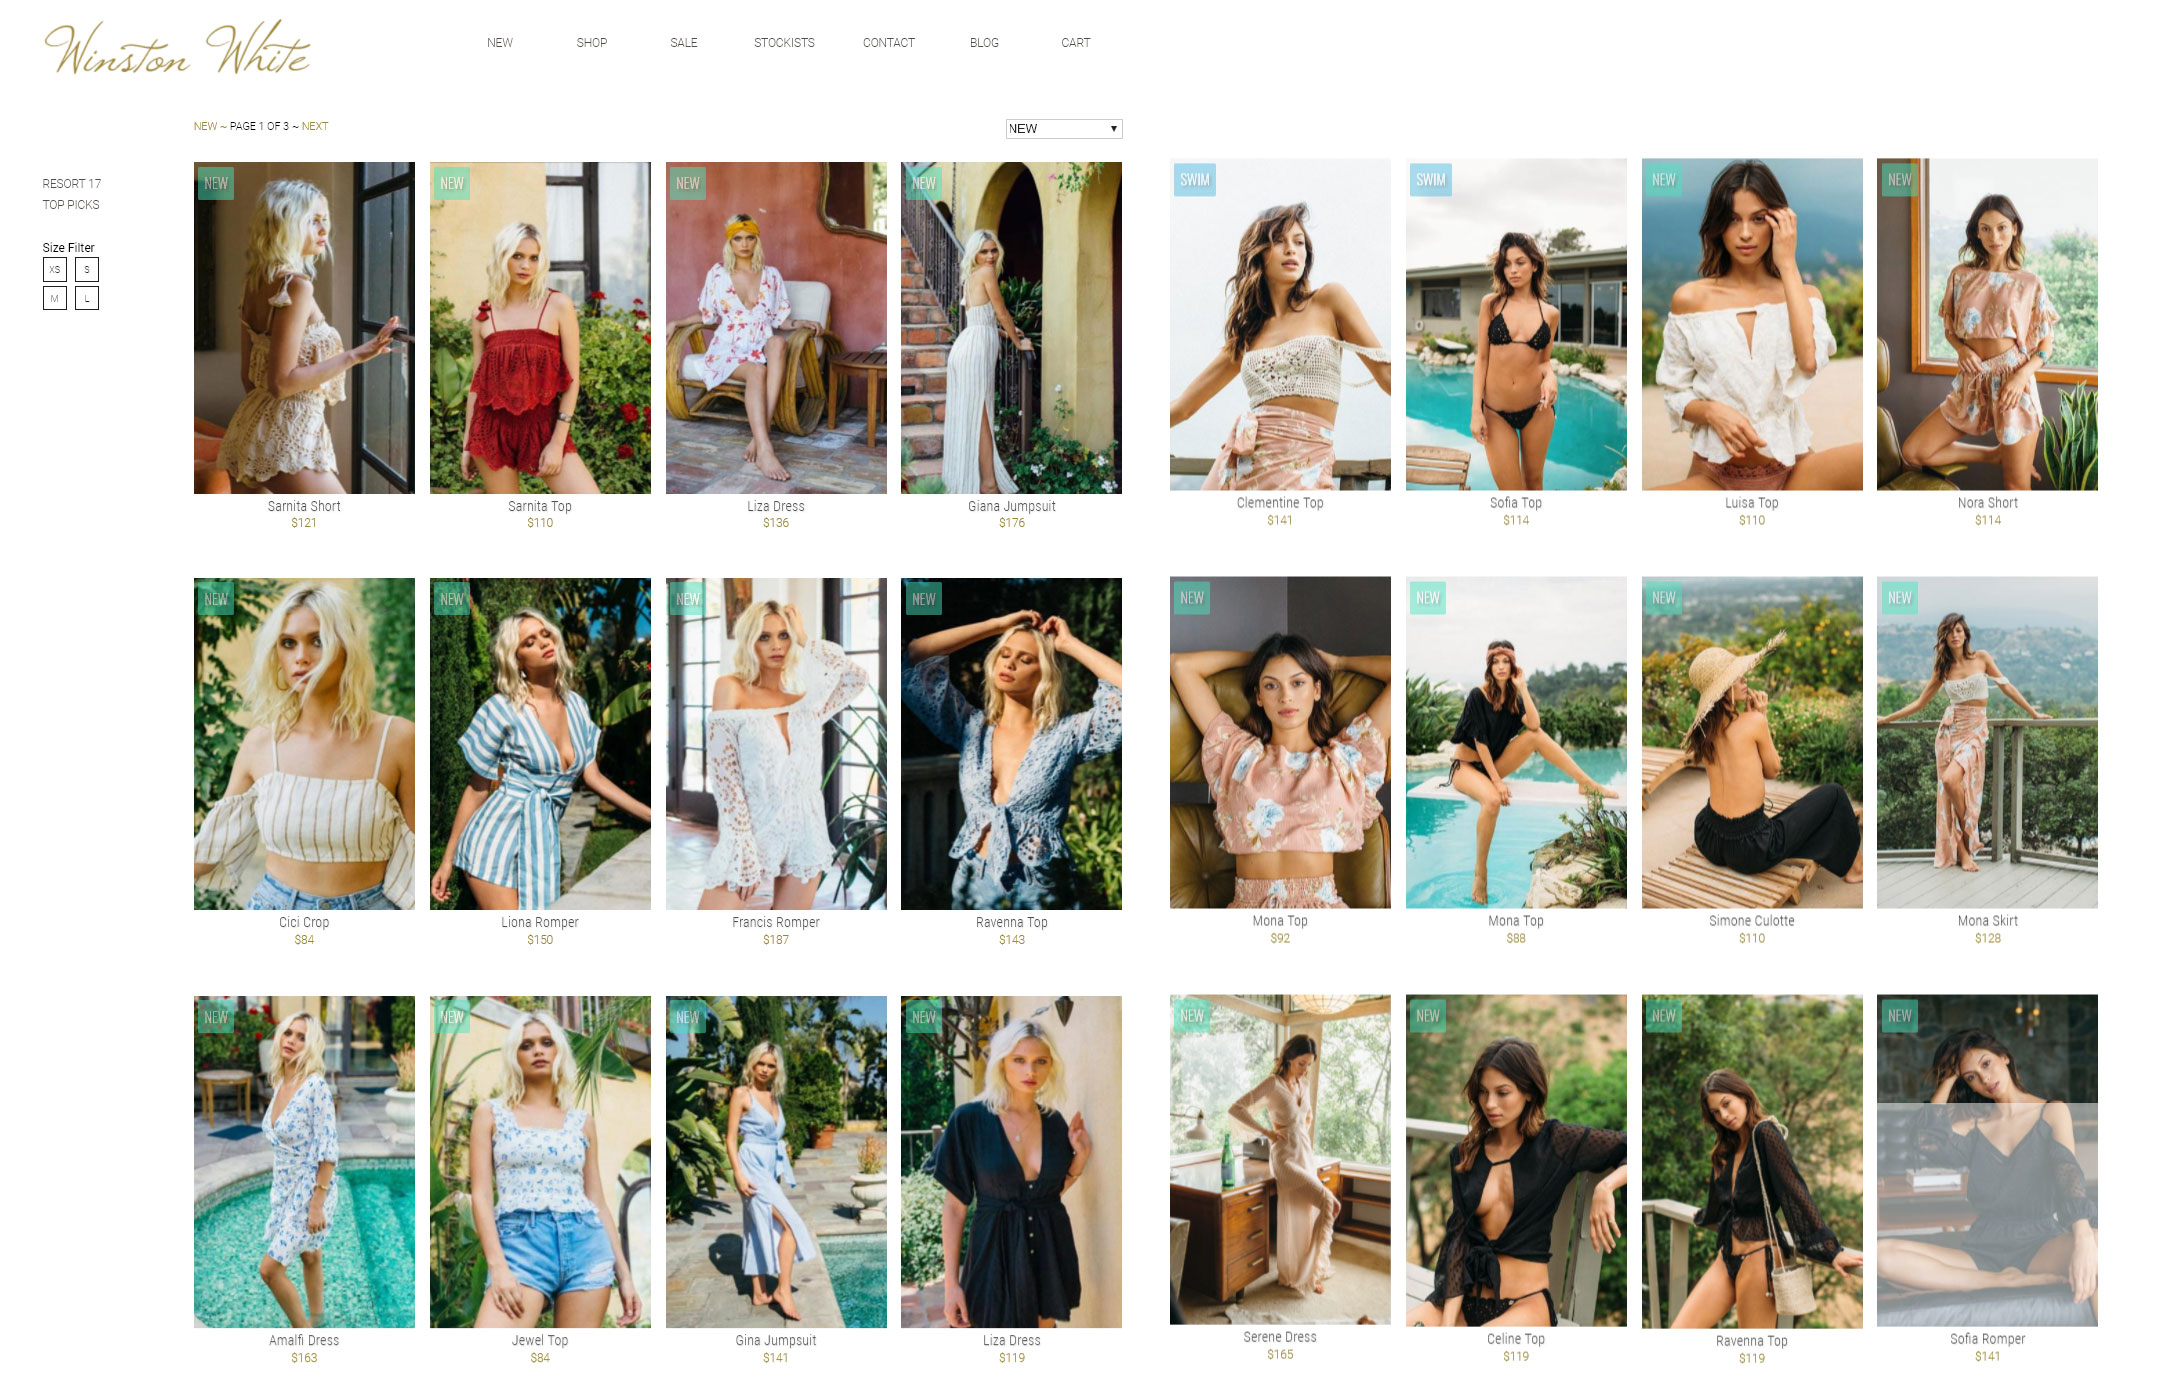 Winston White
NEW SHOP SALE STOCKISTS CONTACT BLOG CART
NEW ~ PAGE 1 OF 3 ~ NEXT
NEW
RESORT 17
TOP PICKS
Size Filter
XS S
M L
NEW NEW NEW NEW SWIM SWIM NEW NEW
Sarnita Short Sarnita Top Liza Dress Giana Jumpsuit Clementine Top Sofia Top Luisa Top Nora Short
$121 $110 $136 $176 $141 $114 $110 $114
NEW NEW NEW NEW NEW NEW NEW NEW
Cici Crop Liona Romper Francis Romper Ravenna Top Mona Top Mona Top Simone Culotte Mona Skirt
$84 $150 $187 $143 $92 $88 $110 $128
NEW NEW NEW NEW NEW NEW NEW NEW
Amalfi Dress Jewel Top Gina Jumpsuit Liza Dress Serene Dress Celine Top Ravenna Top Sofia Romper
$163 $84 $141 $119 $165 $119 $119 $141